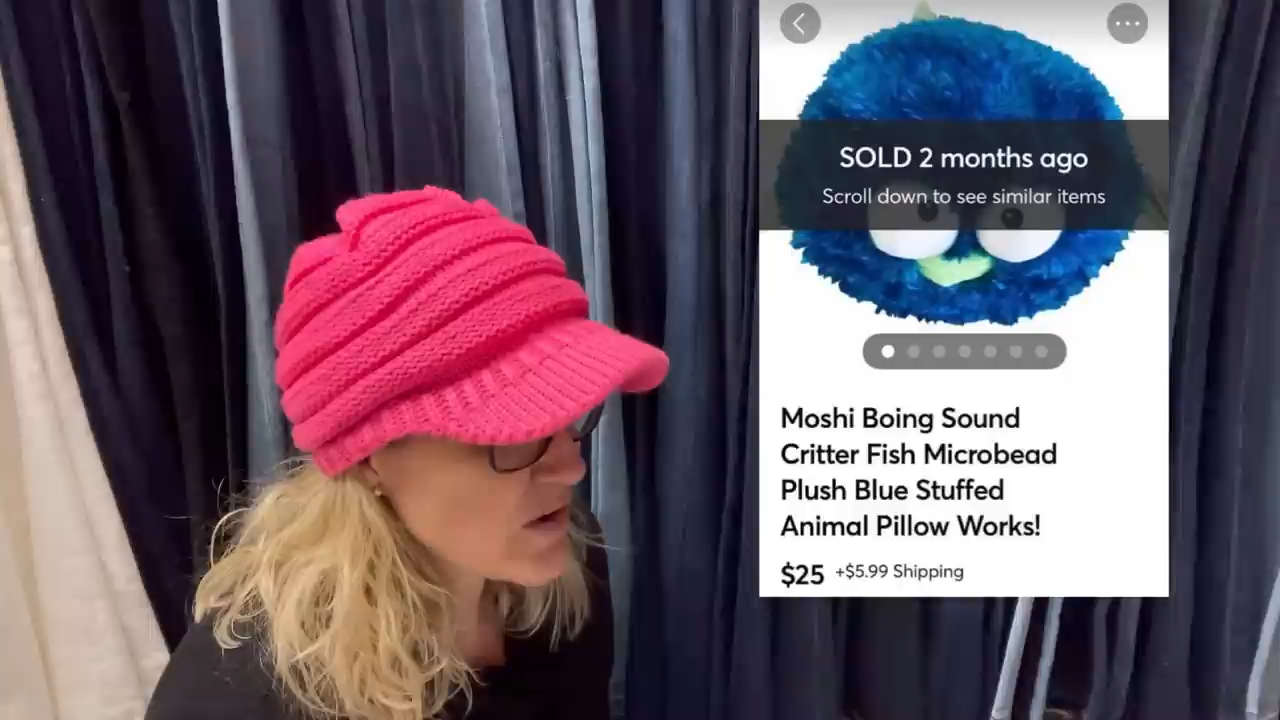 SOLD 2 months ago
Scroll down to see similar items
Moshi Boing Sound
Critter Fish Microbead
Plush Blue Stuffed
Animal Pillow Works!
$25 +$5.99 Shipping